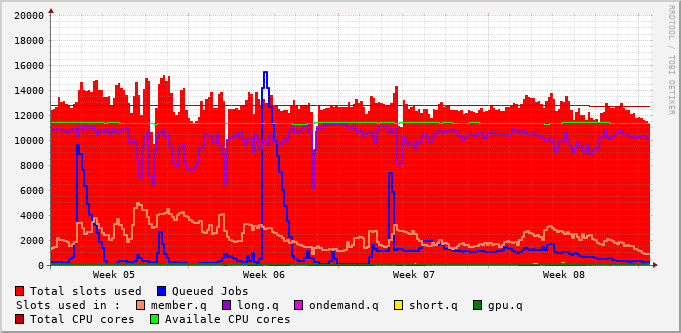 20000
18000
16000
14000
12000
10000
8000
6000
4000
2000
0
Week 05 Week 06 Week 07 Week 08
Total slots used Queued Jobs
Slots used in : member.q long.q ondemand.q short.q gpu.q
Total CPU cores Availale CPU cores
RRDTOOL / TOBI OETIKER